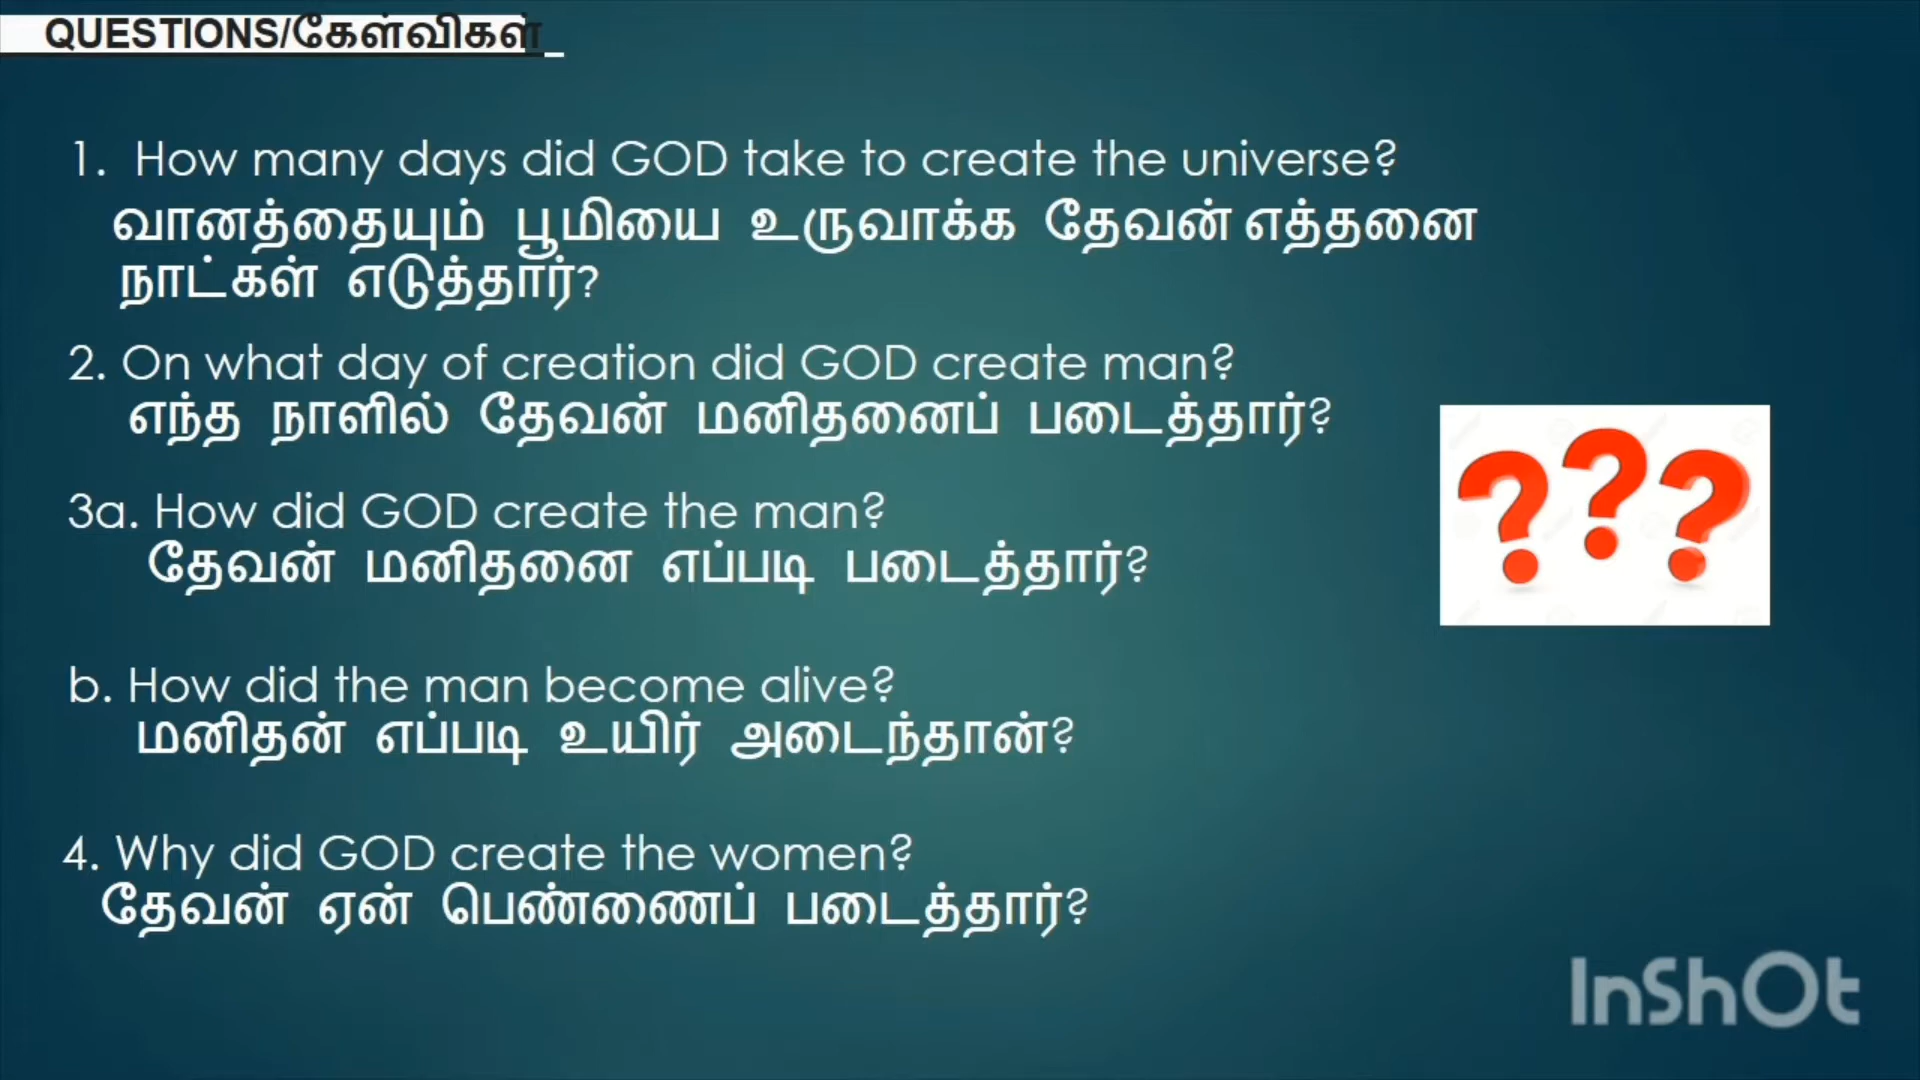 QUESTIONS/கேள்விகள்
1. How many days did GOD take to create the universe?
வானத்தையும் பூமியை உருவாக்க தேவன் எத்தனை
நாட்கள் எடுத்தார்?
2. On what day of creation did GOD create man?
எந்த நாளில் தேவன் மனிதனைப் படைத்தார்?
3a. How did GOD create the man?
தேவன் மனிதனை எப்படி படைத்தார்?
b. How did the man become alive?
மனிதன் எப்படி உயிர் அடைந்தான்?
4. Why did GOD create the women?
தேவன் ஏன் பெண்ணைப் படைத்தார்?
???
InShOt